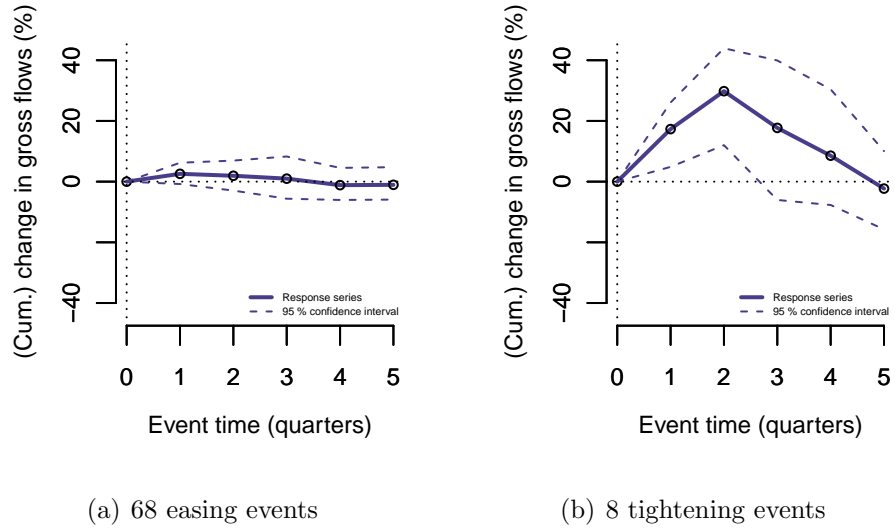 (Cum.) change in gross flows (%)
40
20
0
−40
Response series
95 % confidence interval
0 1 2 3 4 5
Event time (quarters)
(a) 68 easing events
(Cum.) change in gross flows (%)
40
20
0
−40
Response series
95 % confidence interval
0 1 2 3 4 5
Event time (quarters)
(b) 8 tightening events